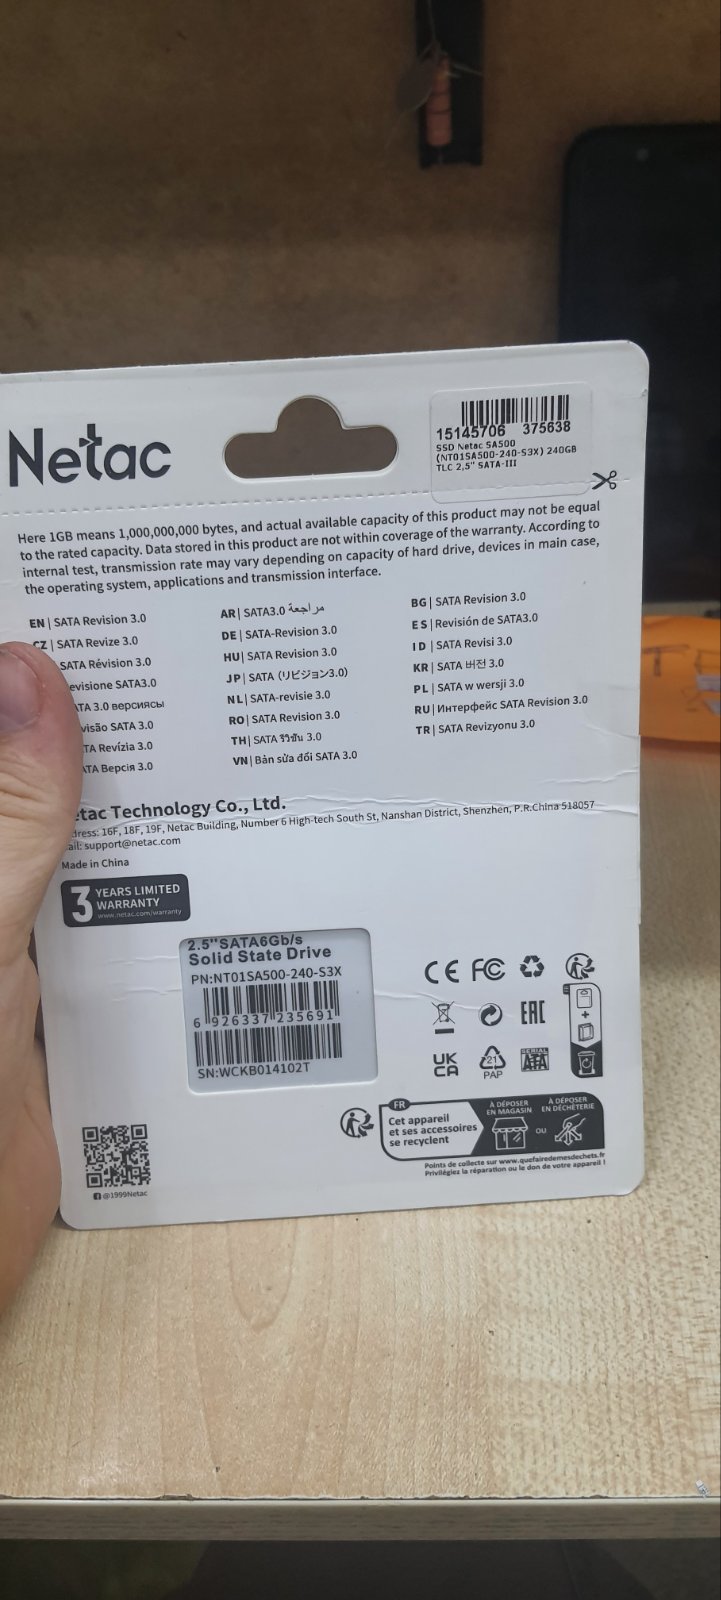 Netac
15145706 375638
SSD Netac SA500
(NT01SA500-240-S3X) 240GB
TLC 2,5" SATA-III
Here 1GB means 1,000,000,000 bytes, and actual available capacity of this product may not be equal
to the rated capacity. Data stored in this product are not within coverage of the warranty. According to
internal test, transmission rate may vary depending on capacity of hard drive, devices in main case,
the operating system, applications and transmission interface.
EN | SATA Revision 3.0
CZ | SATA Revize 3.0
SATA Révision 3.0
evisione SATA3.0
ATA 3.0 версиясы
visão SATA 3.0
TA Revízia 3.0
ATA Версія 3.0
AR | SATA3.0 مراجعة
DE | SATA-Revision 3.0
HU | SATA Revision 3.0
JP | SATA (リビジョン3.0)
NL | SATA-revisie 3.0
RO | SATA Revision 3.0
TH | SATA รีวิชัน 3.0
VN | Bản sửa đổi SATA 3.0
BG | SATA Revision 3.0
ES | Revisión de SATA3.0
ID | SATA Revisi 3.0
KR | SATA 버전 3.0
PL | SATA w wersji 3.0
RU | Интерфейс SATA Revision 3.0
TR | SATA Revizyonu 3.0
etac Technology Co., Ltd.
dress: 16F, 18F, 19F, Netac Building, Number 6 High-tech South St, Nanshan District, Shenzhen, P.R.China 518057
ail: support@netac.com
Made in China
3 YEARS LIMITED
WARRANTY
www.netac.com/warranty
2.5"SATA6Gb/s
Solid State Drive
PN:NT01SA500-240-S3X
6 926337 235691
SN:WCKB014102T
CE FC
EAC
UK
CA
21
PAP
SERIAL
ATA
FR
Cet appareil
et ses accessoires
se recyclent
À DÉPOSER
EN MAGASIN
OU
À DÉPOSER
EN DÉCHÈTERIE
Points de collecte sur www.quefairedemesdechets.fr
Privilégiez la réparation ou le don de votre appareil !
@1999Netac